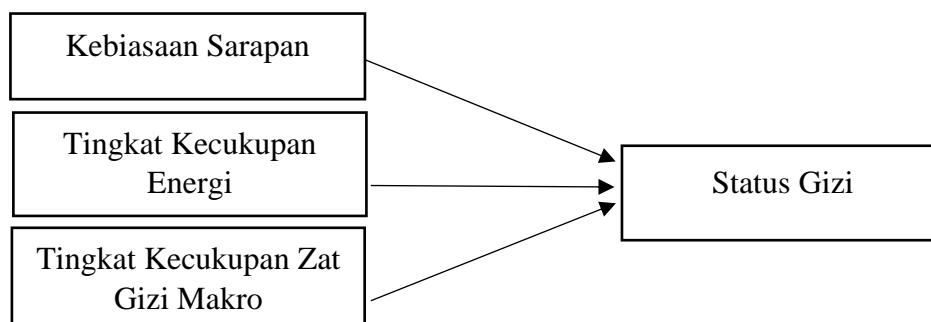 Kebiasaan Sarapan
Tingkat Kecukupan
Energi
Tingkat Kecukupan Zat
Gizi Makro
Status Gizi